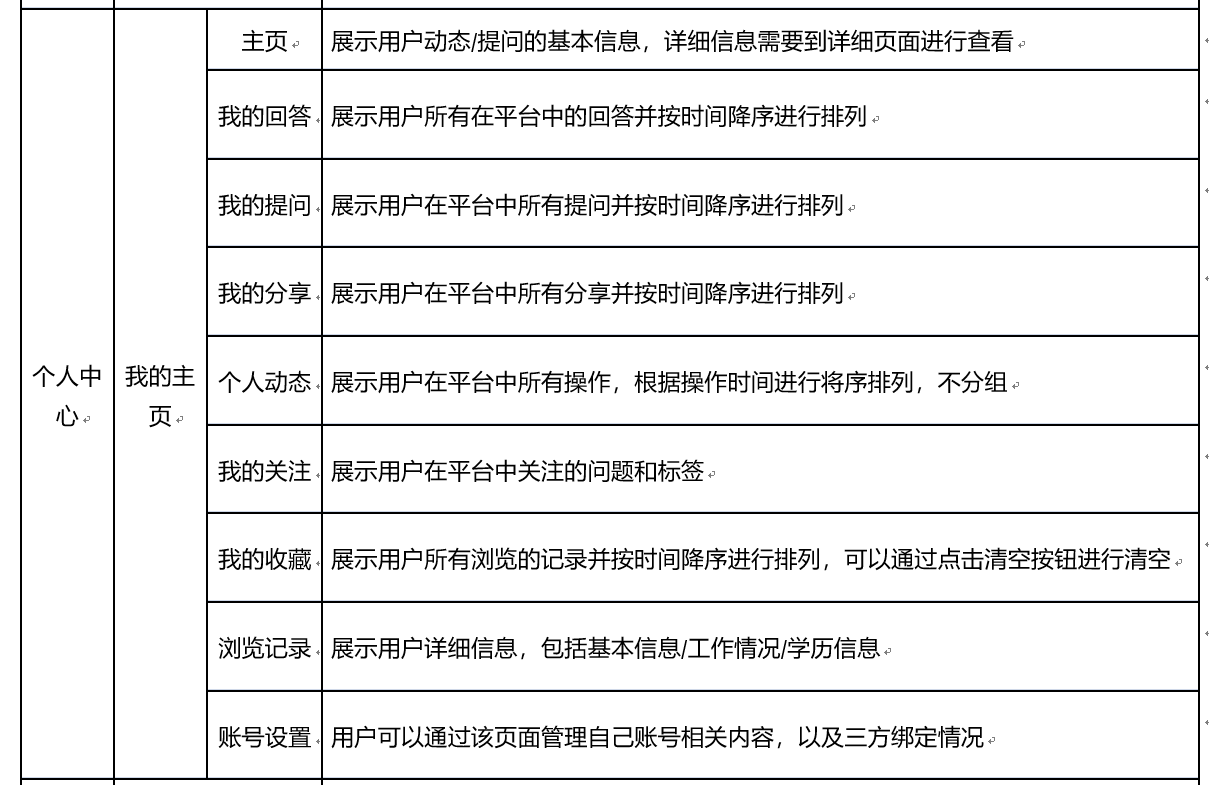 主页
展示用户动态/提问的基本信息，详细信息需要到详细页面进行查看
我的回答
展示用户所有在平台中的回答并按时间降序进行排列
我的提问
展示用户在平台中所有提问并按时间降序进行排列
我的分享
展示用户在平台中所有分享并按时间降序进行排列
个人中
心
我的主
页
个人动态
展示用户在平台中所有操作，根据操作时间进行将序排列，不分组
我的关注
展示用户在平台中关注的问题和标签
我的收藏
展示用户所有浏览的记录并按时间降序进行排列，可以通过点击清空按钮进行清空
浏览记录
展示用户详细信息，包括基本信息/工作情况/学历信息
账号设置
用户可以通过该页面管理自己账号相关内容，以及三方绑定情况